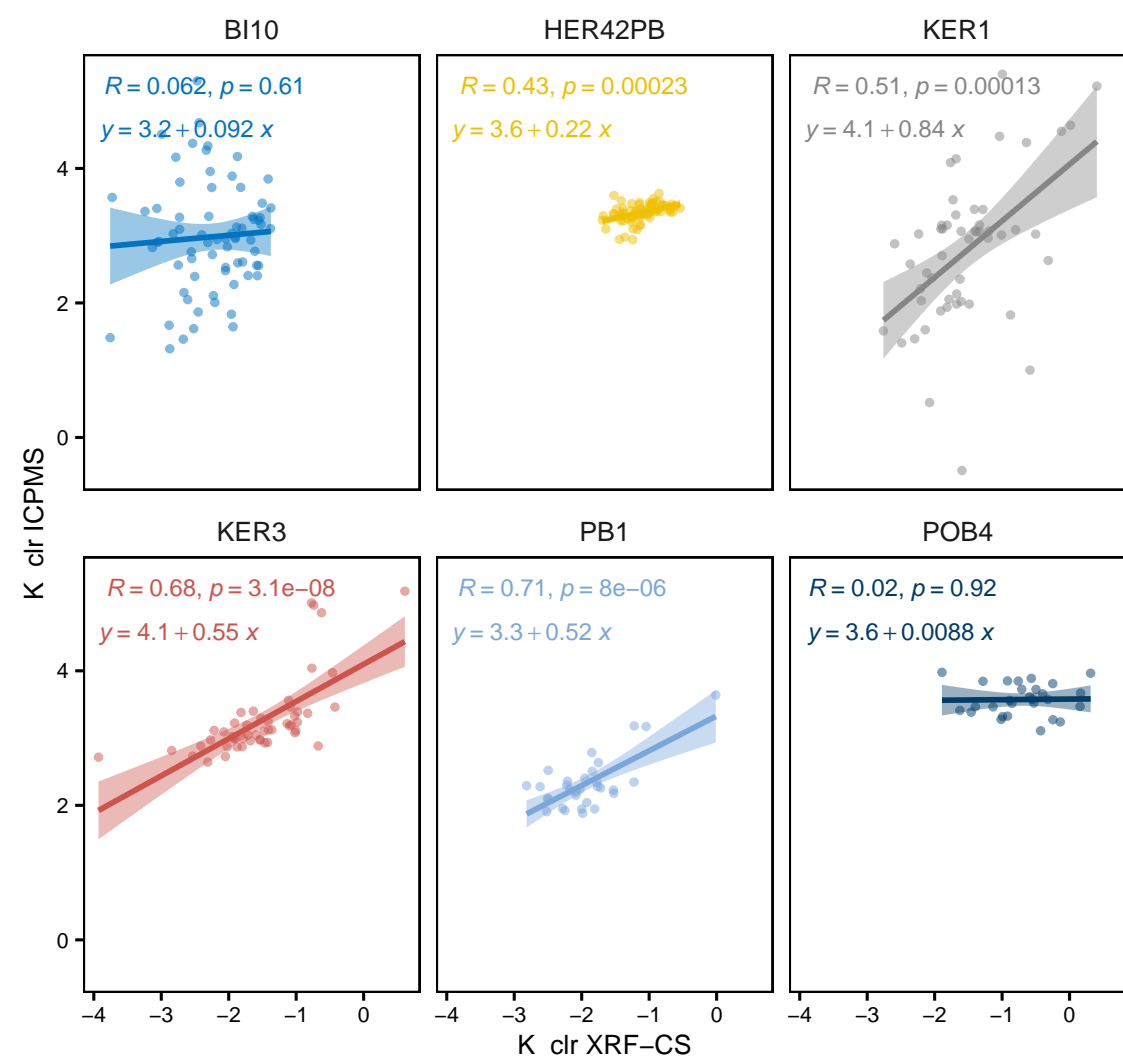 BI10 HER42PB KER1
R = 0.062, p = 0.61 R = 0.43, p = 0.00023 R = 0.51, p = 0.00013
y = 3.2 + 0.092 x y = 3.6 + 0.22 x y = 4.1 + 0.84 x
4
2
0
K clr ICPMS
KER3 PB1 POB4
R = 0.68, p = 3.1e−08 R = 0.71, p = 8e−06 R = 0.02, p = 0.92
y = 4.1 + 0.55 x y = 3.3 + 0.52 x y = 3.6 + 0.0088 x
4
2
0
−4 −3 −2 −1 0 −4 −3 −2 −1 0 −4 −3 −2 −1 0
K clr XRF−CS